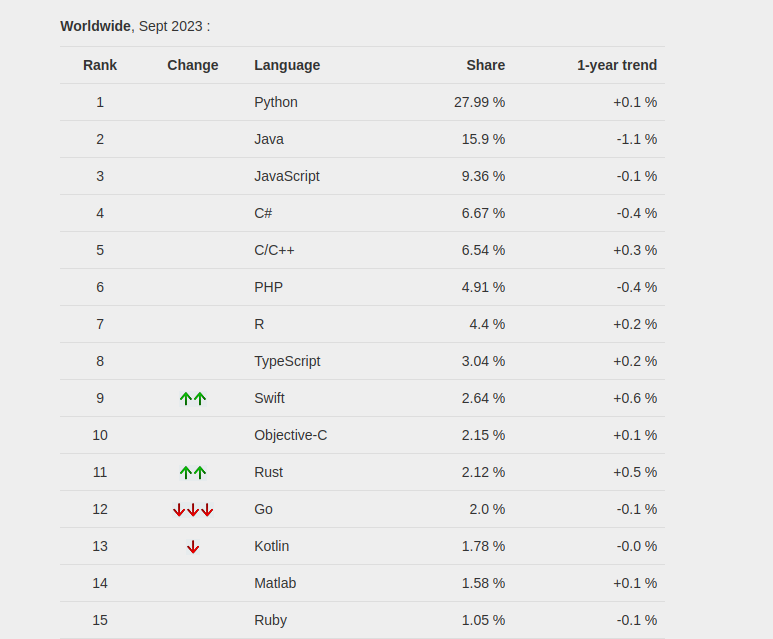 Worldwide, Sept 2023 :
Rank Change Language Share 1-year trend
1 Python 27.99 % +0.1 %
2 Java 15.9 % -1.1 %
3 JavaScript 9.36 % -0.1 %
4 C# 6.67 % -0.4 %
5 C/C++ 6.54 % +0.3 %
6 PHP 4.91 % -0.4 %
7 R 4.4 % +0.2 %
8 TypeScript 3.04 % +0.2 %
9 ↑↑ Swift 2.64 % +0.6 %
10 Objective-C 2.15 % +0.1 %
11 ↑↑ Rust 2.12 % +0.5 %
12 ↓↓↓ Go 2.0 % -0.1 %
13 ↓ Kotlin 1.78 % -0.0 %
14 Matlab 1.58 % +0.1 %
15 Ruby 1.05 % -0.1 %